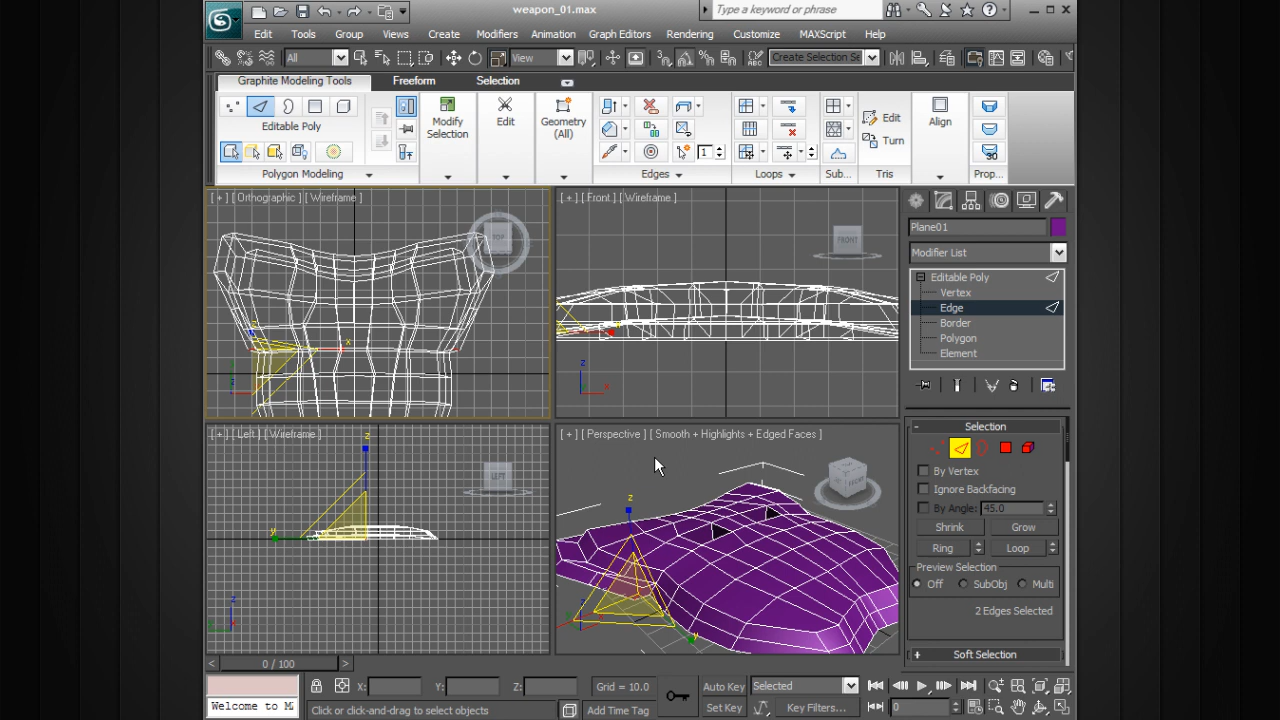 weapon_01.max
Type a keyword or phrase
Edit Tools Group Views Create Modifiers Animation Graph Editors Rendering Customize MAXScript Help
All View Create Selection Se
Graphite Modeling Tools Freeform Selection
Editable Poly
Modify Selection
Edit
Geometry (All)
1
Edit
Turn
Align
30
Polygon Modeling Edges Loops Sub... Tris Prop...
[ + ] [ Orthographic ] [ Wireframe ]
TOP
[ + ] [ Front ] [ Wireframe ]
FRONT
[ + ] [ Left ] [ Wireframe ]
LEFT
[ + ] [ Perspective ] [ Smooth + Highlights + Edged Faces ]
FRONT
Plane01
Modifier List
Editable Poly
Vertex
Edge
Border
Polygon
Element
Selection
By Vertex
Ignore Backfacing
By Angle: 45.0
Shrink Grow
Ring Loop
Preview Selection
Off SubObj Multi
2 Edges Selected
Soft Selection
0 / 100
X: Y: Z: Grid = 10.0 Auto Key Selected
Welcome to M
Click or click-and-drag to select objects Add Time Tag Set Key Key Filters... 0